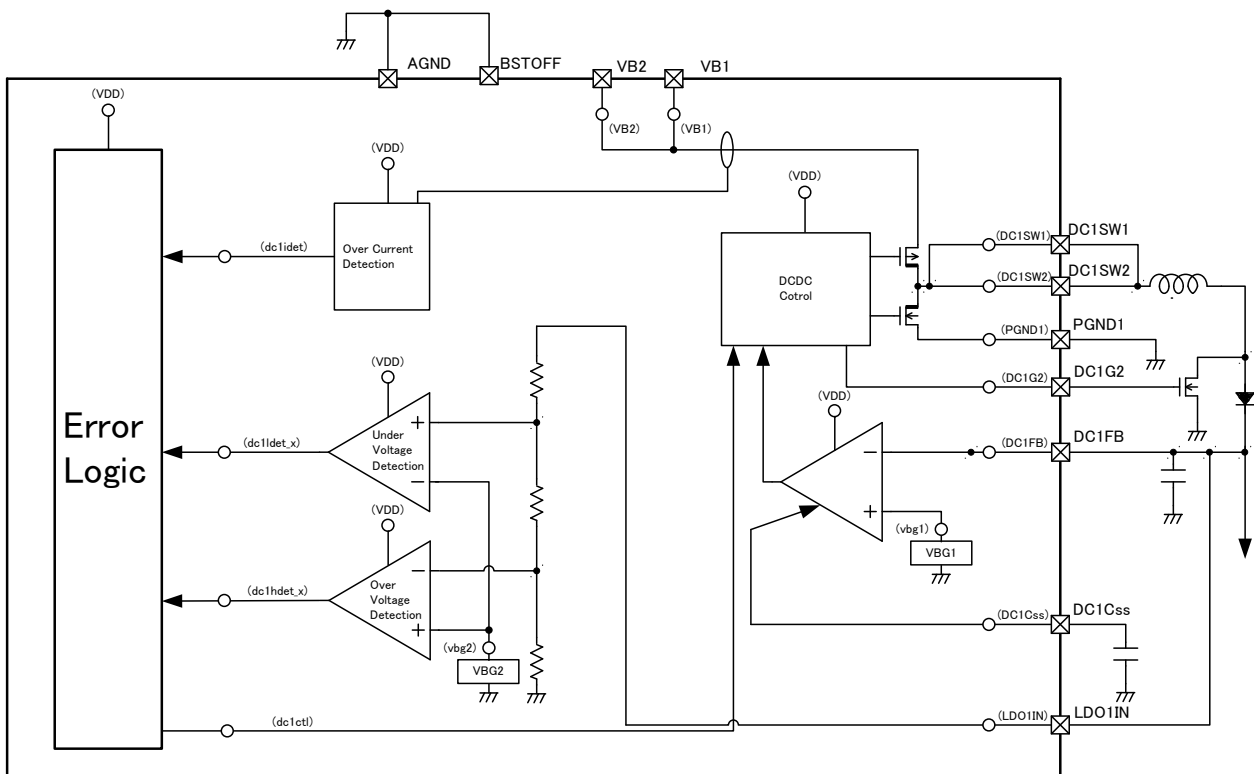 AGND
BSTOFF
VB2
VB1
(VDD)
(VB2)
(VB1)
(VDD)
(VDD)
(dc1idet)
Over Current
Detection
DCDC
Cotrol
(DC1SW1)
DC1SW1
(DC1SW2)
DC1SW2
(PGND1)
PGND1
(DC1G2)
DC1G2
(VDD)
(VDD)
Error
Logic
(dc1ldet_x)
Under
Voltage
Detection
+
−
−
+
(DC1FB)
DC1FB
(vbg1)
VBG1
(VDD)
(dc1hdet_x)
Over
Voltage
Detection
−
+
(vbg2)
VBG2
(DC1Css)
DC1Css
(dc1ctl)
(LDO1IN)
LDO1IN